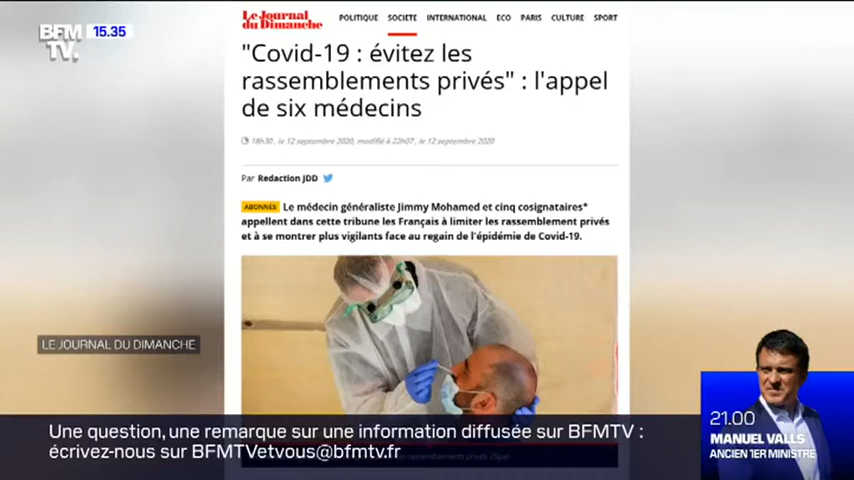 BFM
TV.
15.35
Le Journal
du Dimanche
POLITIQUE SOCIETE INTERNATIONAL ECO PARIS CULTURE SPORT
"Covid-19 : évitez les
rassemblements privés" : l'appel
de six médecins
18h30, le 12 septembre 2020, modifié à 22h07, le 12 septembre 2020
Par Redaction JDD
ABONNÉS Le médecin généraliste Jimmy Mohamed et cinq cosignataires*
appellent dans cette tribune les Français à limiter les rassemblement privés
et à se montrer plus vigilants face au regain de l'épidémie de Covid-19.
LE JOURNAL DU DIMANCHE
21.00
MANUEL VALLS
ANCIEN 1ER MINISTRE
Une question, une remarque sur une information diffusée sur BFMTV :
écrivez-nous sur BFMTVetvous@bfmtv.fr
rassemblements privés.